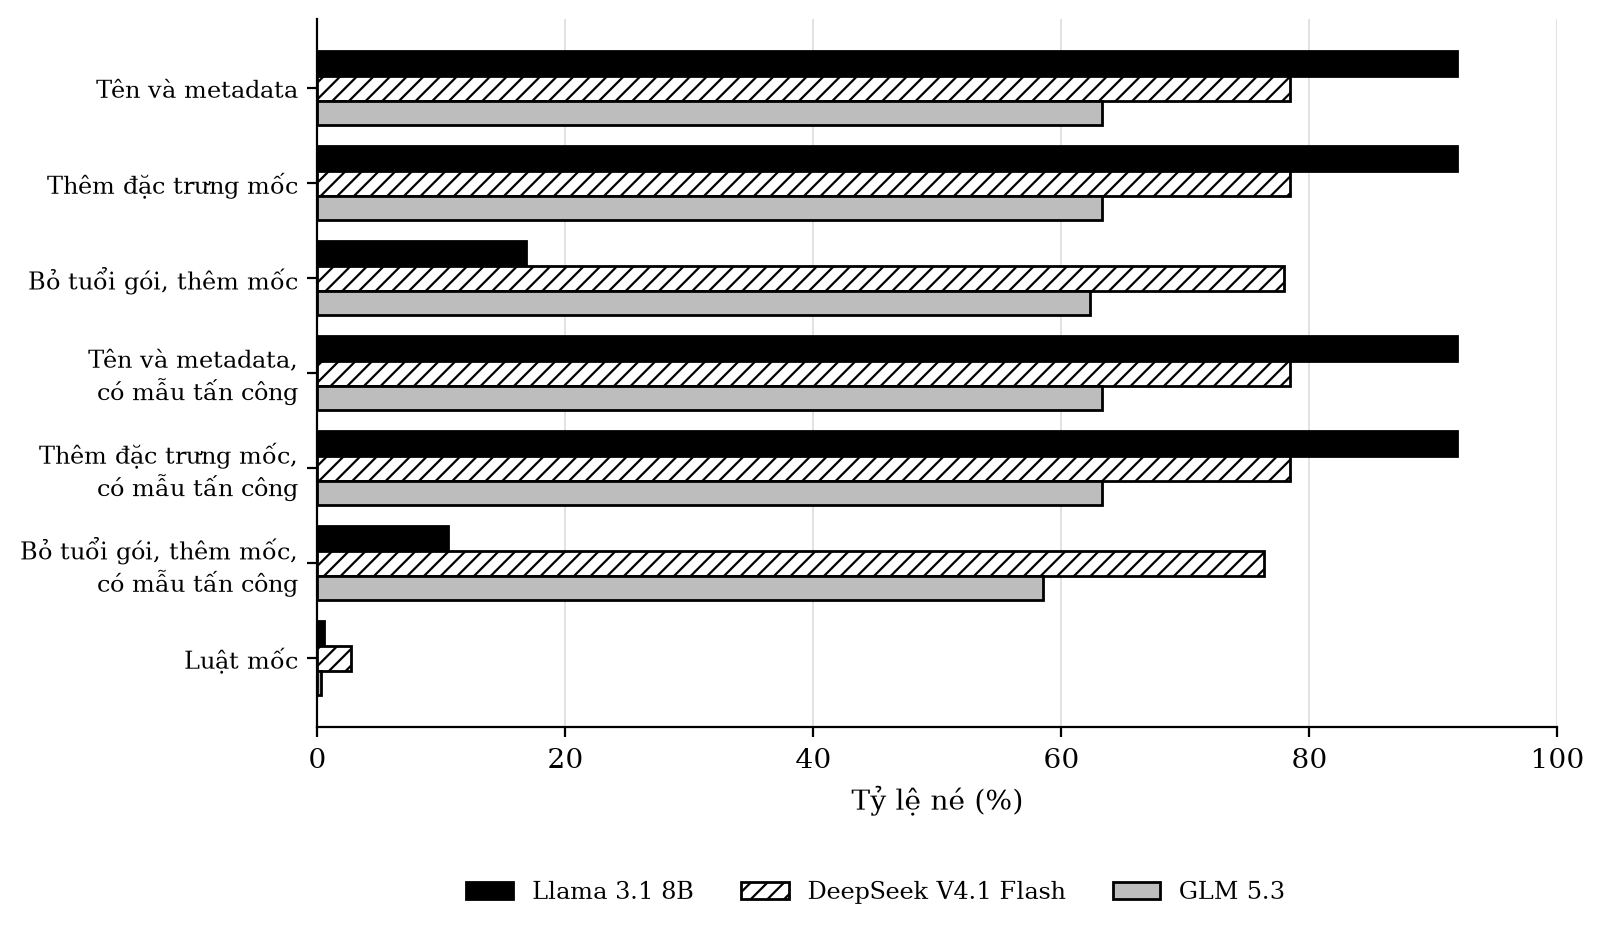 Tên và metadata
Thêm đặc trưng mốc
Bỏ tuổi gói, thêm mốc
Tên và metadata,
có mẫu tấn công
Thêm đặc trưng mốc,
có mẫu tấn công
Bỏ tuổi gói, thêm mốc,
có mẫu tấn công
Luật mốc
0 20 40 60 80 100
Tỷ lệ né (%)
Llama 3.1 8B DeepSeek V4.1 Flash GLM 5.3